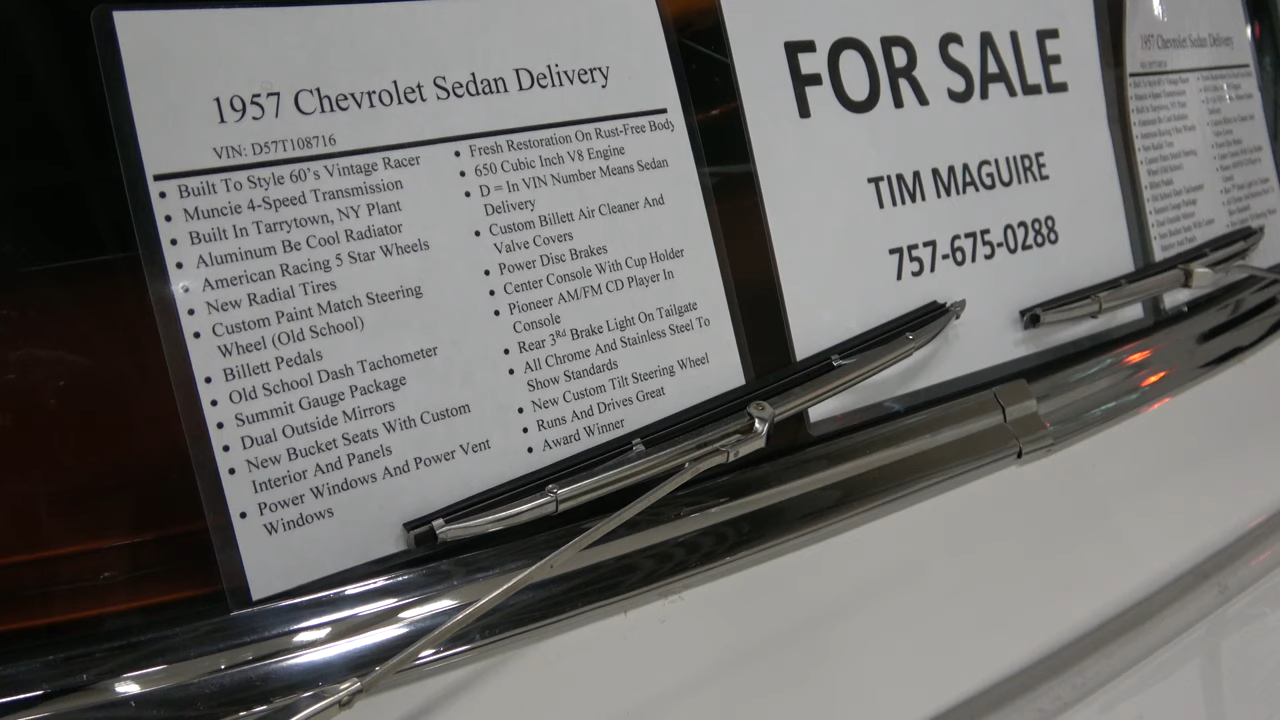 1957 Chevrolet Sedan Delivery
VIN: D57T108716
• Built To Style 60's Vintage Racer
• Muncie 4-Speed Transmission
• Built In Tarrytown, NY Plant
• Aluminum Be Cool Radiator
• American Racing 5 Star Wheels
• New Radial Tires
• Custom Paint Match Steering
Wheel (Old School)
• Billett Pedals
• Old School Dash Tachometer
• Summit Gauge Package
• Dual Outside Mirrors
• New Bucket Seats With Custom
Interior And Panels
• Power Windows And Power Vent
Windows
• Fresh Restoration On Rust-Free Body
• 650 Cubic Inch V8 Engine
• D = In VIN Number Means Sedan
Delivery
• Custom Billett Air Cleaner And
Valve Covers
• Power Disc Brakes
• Center Console With Cup Holder
• Pioneer AM/FM CD Player In
Console
• Rear 3Rd Brake Light On Tailgate
• All Chrome And Stainless Steel To
Show Standards
• New Custom Tilt Steering Wheel
• Runs And Drives Great
• Award Winner
FOR SALE
TIM MAGUIRE
757-675-0288
1957 Chevrolet Sedan Delivery